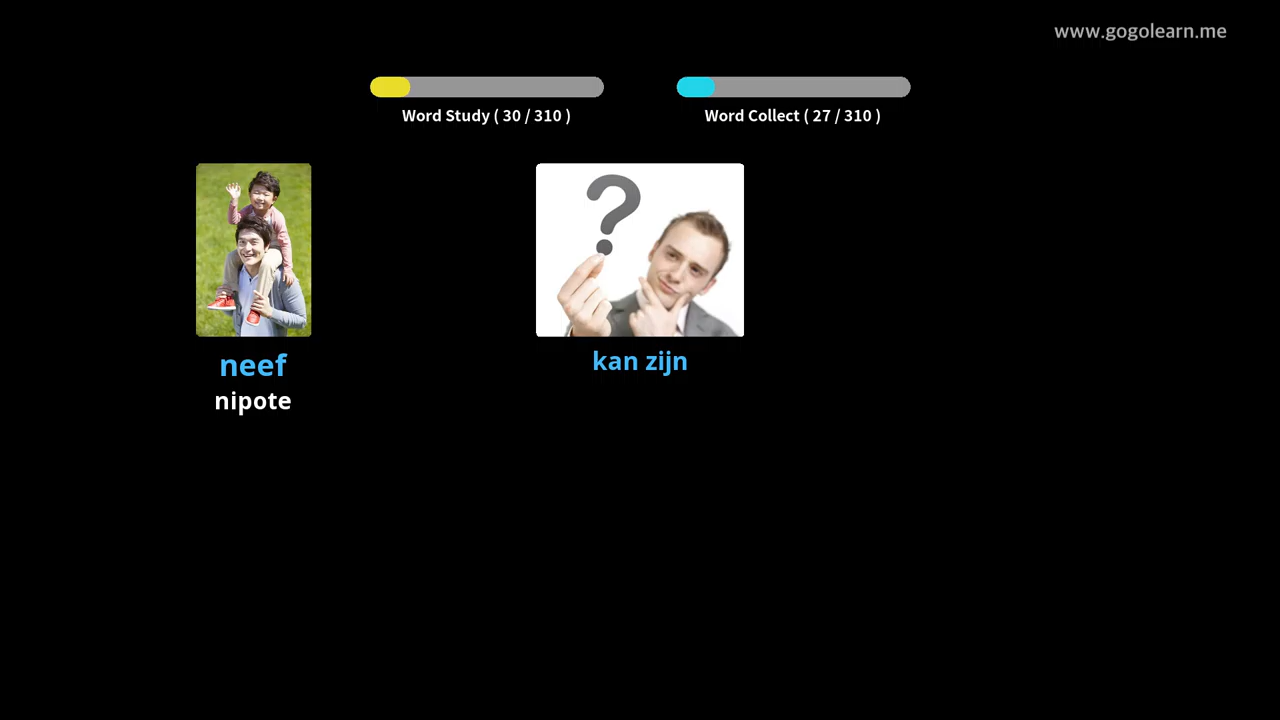 www.gogolearn.me
Word Study ( 30 / 310 )
Word Collect ( 27 / 310 )
neef
nipote
kan zijn